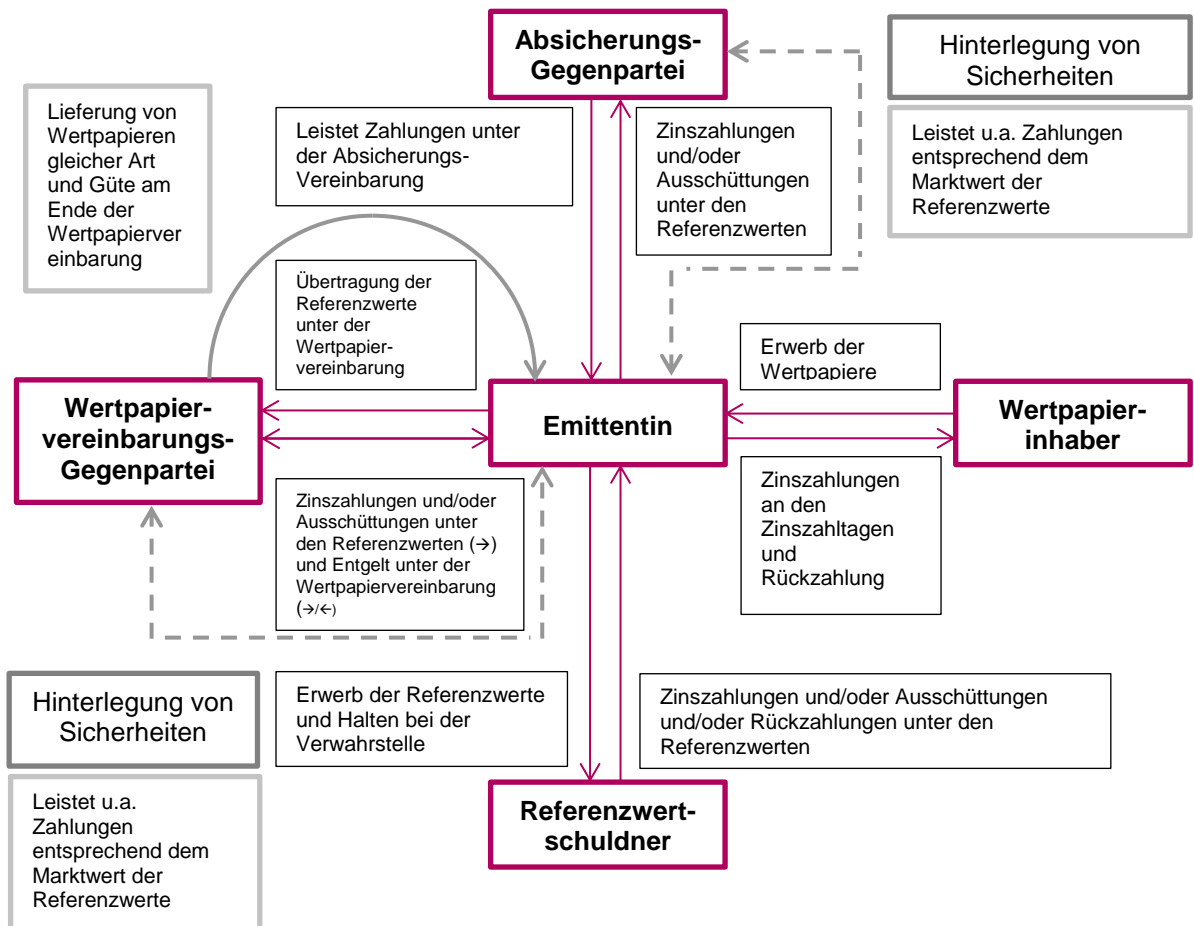 Absicherungs-
Gegenpartei
Hinterlegung von
Sicherheiten
Lieferung von
Wertpapieren
gleicher Art
und Güte am
Ende der
Wertpapierver
einbarung
Leistet Zahlungen unter
der Absicherungs-
Vereinbarung
Zinszahlungen
und/oder
Ausschüttungen
unter den
Referenzwerten
Leistet u.a. Zahlungen
entsprechend dem
Marktwert der
Referenzwerte
Übertragung der
Referenzwerte
unter der
Wertpapier-
vereinbarung
Erwerb der
Wertpapiere
Wertpapier-
vereinbarungs-
Gegenpartei
Emittentin
Wertpapier-
inhaber
Zinszahlungen und/oder
Ausschüttungen unter
den Referenzwerten (→)
und Entgelt unter der
Wertpapiervereinbarung
(→/←)
Zinszahlungen
an den
Zinszahltagen
und
Rückzahlung
Hinterlegung von
Sicherheiten
Erwerb der Referenzwerte
und Halten bei der
Verwahrstelle
Zinszahlungen und/oder Ausschüttungen
und/oder Rückzahlungen unter den
Referenzwerten
Leistet u.a.
Zahlungen
entsprechend dem
Marktwert der
Referenzwerte
Referenzwert-
schuldner